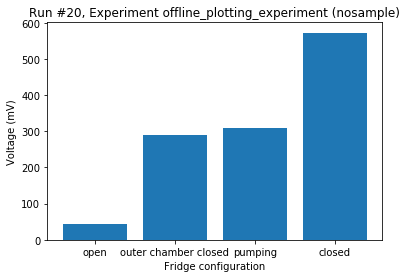 Run #20, Experiment offline_plotting_experiment (nosample)
600
500
400
300
200
100
0
Voltage (mV)
open outer chamber closed pumping closed
Fridge configuration